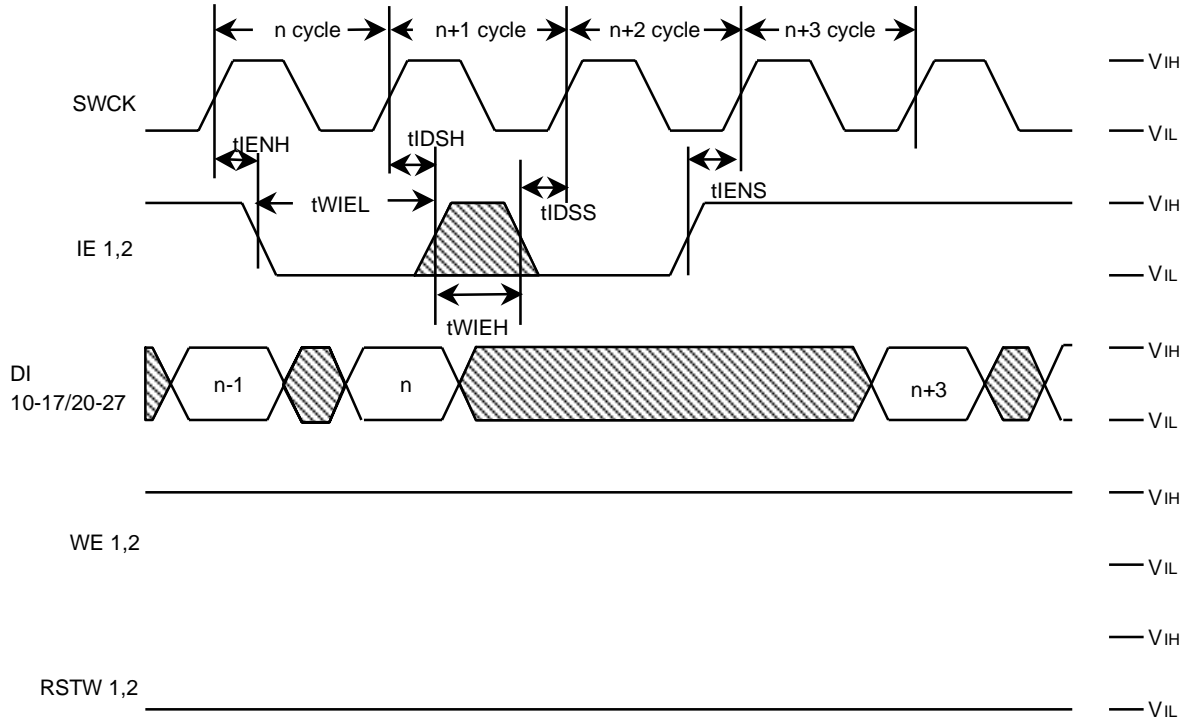 n cycle n+1 cycle n+2 cycle n+3 cycle
VIH
SWCK
VIL
tIENH tIDSH
tIENS
tWIEL tIDSS
VIH
IE 1,2
VIL
tWIEH
VIH
DI
10-17/20-27
n-1 n n+3
VIL
VIH
WE 1,2
VIL
VIH
RSTW 1,2
VIL